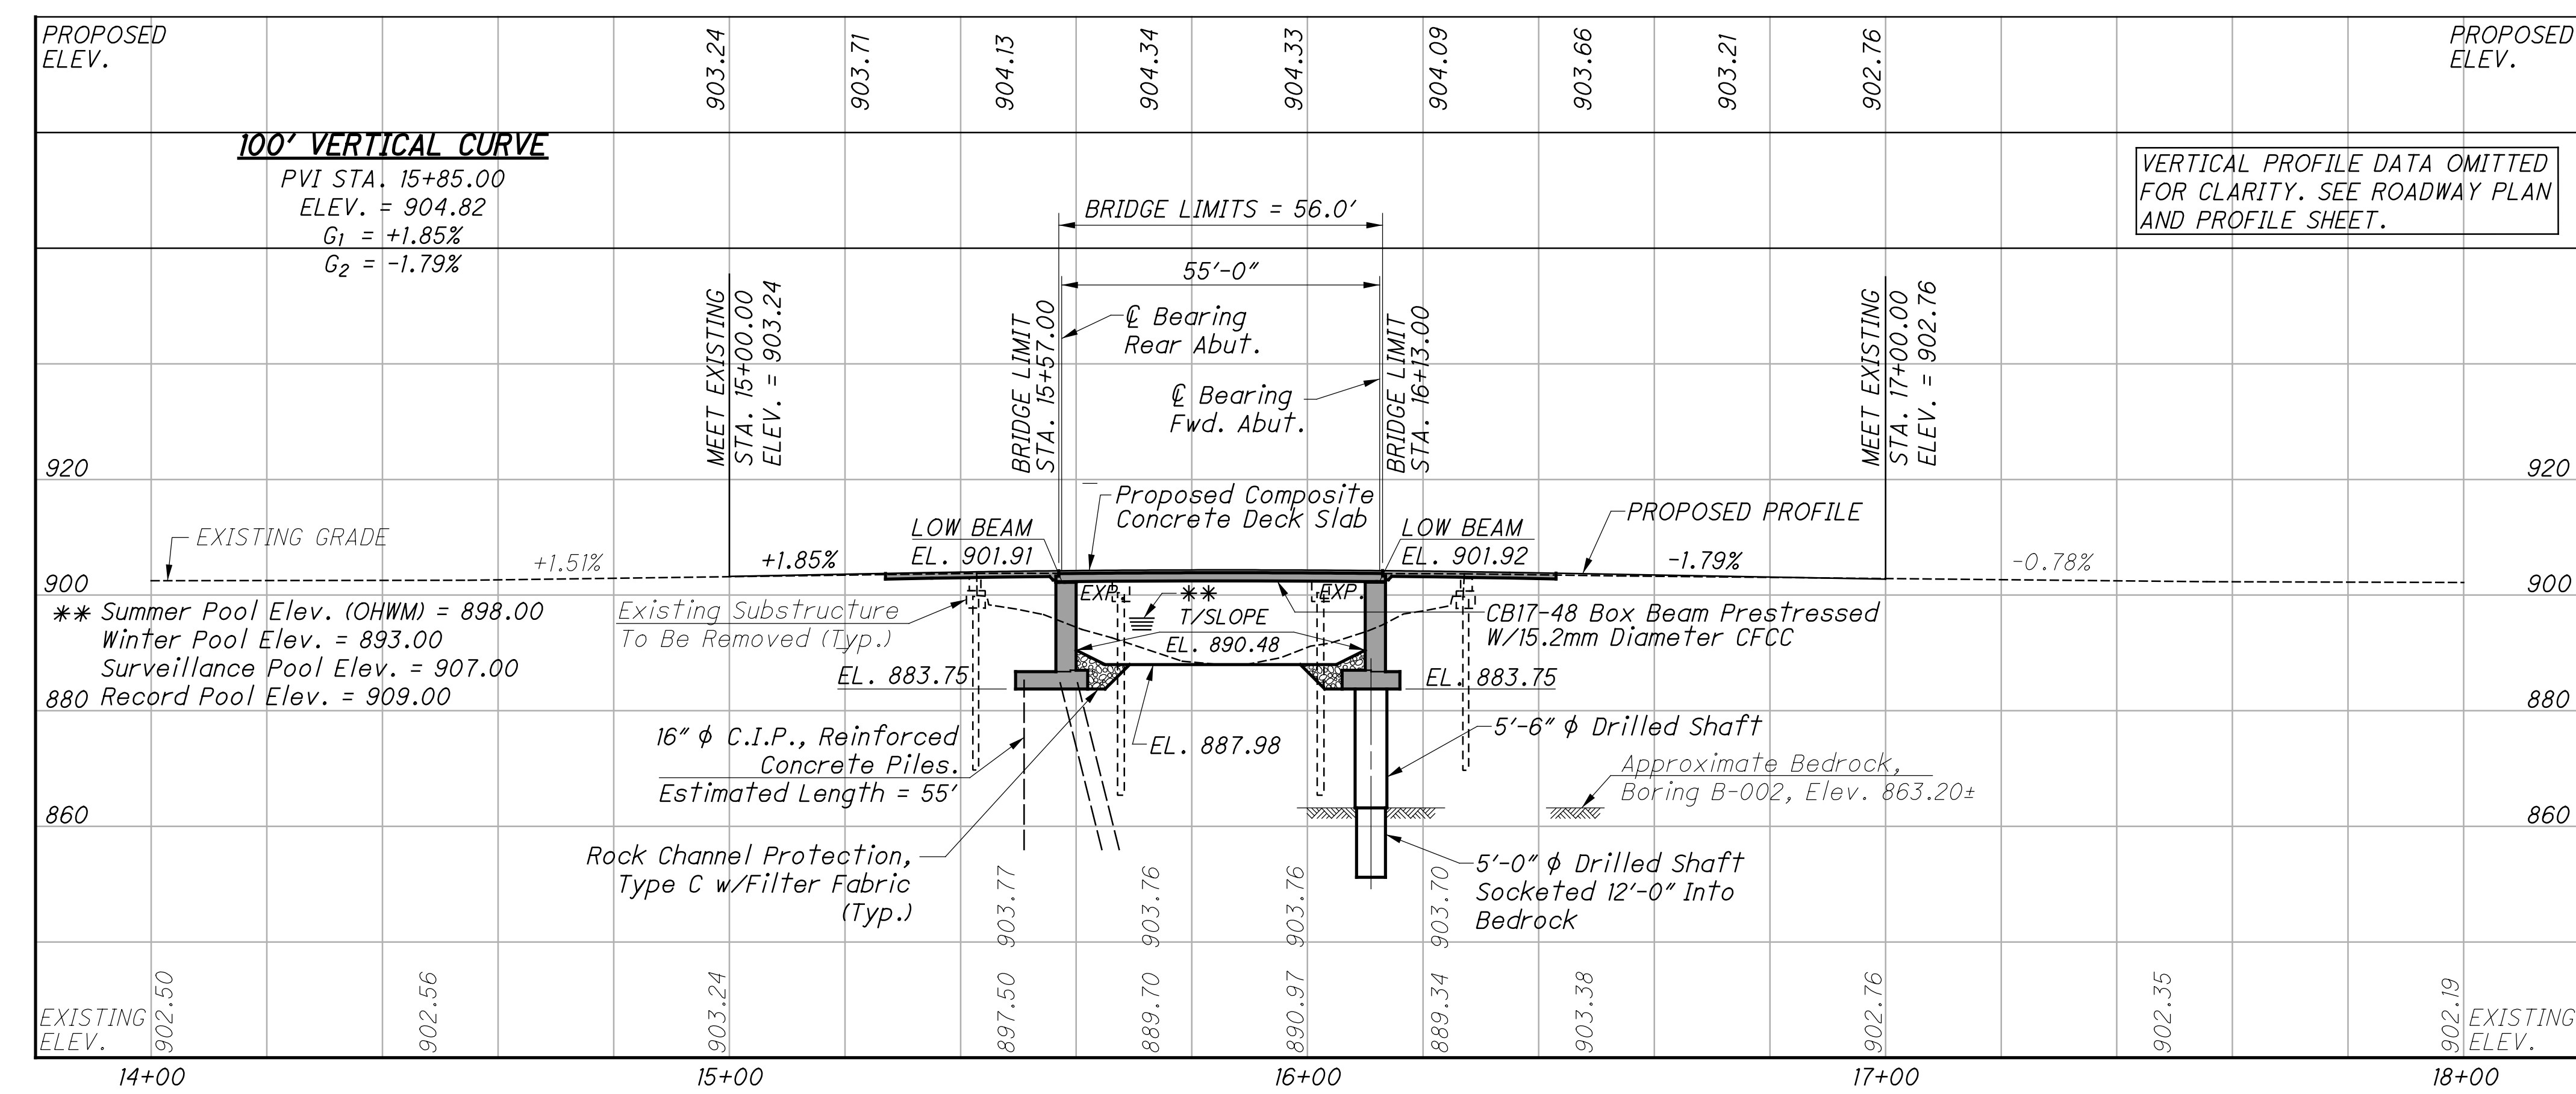 PROPOSED
ELEV.
903.24
903.71
904.13
904.34
904.33
904.09
903.66
903.21
902.76
PROPOSED
ELEV.
100' VERTICAL CURVE
PVI STA. 15+85.00
ELEV. = 904.82
G1 = +1.85%
G2 = -1.79%
VERTICAL PROFILE DATA OMITTED
FOR CLARITY. SEE ROADWAY PLAN
AND PROFILE SHEET.
BRIDGE LIMITS = 56.0'
55'-0"
MEET EXISTING
STA. 15+00.00
ELEV. = 903.24
BRIDGE LIMIT
STA. 15+57.00
℄ Bearing
Rear Abut.
℄ Bearing
Fwd. Abut.
BRIDGE LIMIT
STA. 16+13.00
MEET EXISTING
STA. 17+00.00
ELEV. = 902.76
920
920
Proposed Composite
Concrete Deck Slab
EXISTING GRADE
+1.51%
+1.85%
LOW BEAM
EL. 901.91
LOW BEAM
EL. 901.92
PROPOSED PROFILE
-1.79%
-0.78%
900
900
** Summer Pool Elev. (OHWM) = 898.00
Winter Pool Elev. = 893.00
Surveillance Pool Elev. = 907.00
Record Pool Elev. = 909.00
Existing Substructure
To Be Removed (Typ.)
EXP.
**
EXP.
T/SLOPE
EL. 890.48
CB17-48 Box Beam Prestressed
W/15.2mm Diameter CFCC
EL. 883.75
EL. 883.75
880
880
16" ϕ C.I.P., Reinforced
Concrete Piles.
Estimated Length = 55'
EL. 887.98
5'-6" ϕ Drilled Shaft
Approximate Bedrock,
Boring B-002, Elev. 863.20±
860
860
Rock Channel Protection,
Type C w/Filter Fabric
(Typ.)
5'-0" ϕ Drilled Shaft
Socketed 12'-0" Into
Bedrock
903.77
903.76
903.76
903.70
EXISTING
ELEV.
902.50
902.56
903.24
897.50
889.70
890.97
889.34
903.38
902.76
902.35
902.19
EXISTING
ELEV.
14+00
15+00
16+00
17+00
18+00